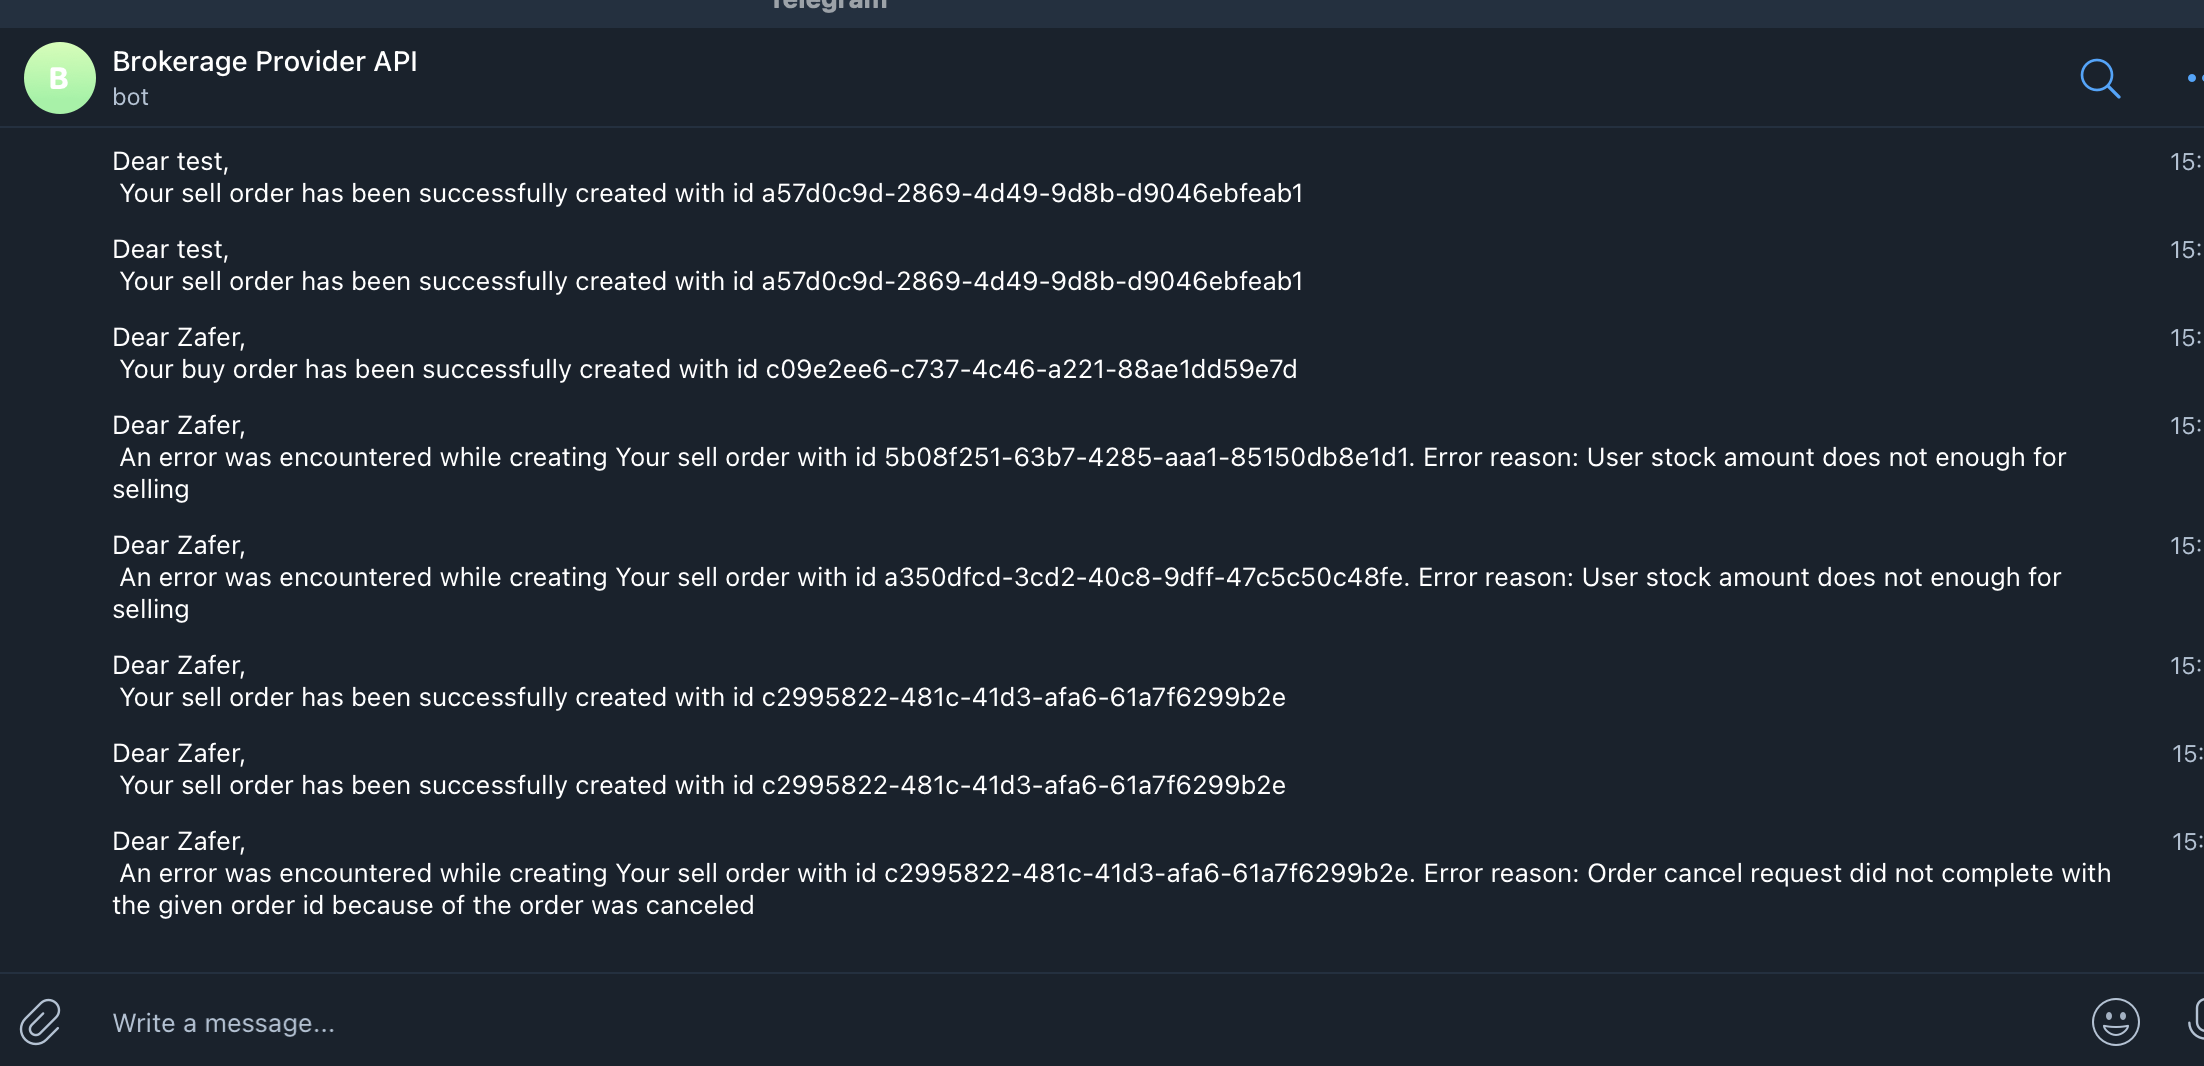 Telegram
B
Brokerage Provider API
bot
Dear test,
15:
Your sell order has been successfully created with id a57d0c9d-2869-4d49-9d8b-d9046ebfeab1
Dear test,
15:
Your sell order has been successfully created with id a57d0c9d-2869-4d49-9d8b-d9046ebfeab1
Dear Zafer,
15:
Your buy order has been successfully created with id c09e2ee6-c737-4c46-a221-88ae1dd59e7d
Dear Zafer,
15:
An error was encountered while creating Your sell order with id 5b08f251-63b7-4285-aaa1-85150db8e1d1. Error reason: User stock amount does not enough for
selling
Dear Zafer,
15:
An error was encountered while creating Your sell order with id a350dfcd-3cd2-40c8-9dff-47c5c50c48fe. Error reason: User stock amount does not enough for
selling
Dear Zafer,
15:
Your sell order has been successfully created with id c2995822-481c-41d3-afa6-61a7f6299b2e
Dear Zafer,
15:
Your sell order has been successfully created with id c2995822-481c-41d3-afa6-61a7f6299b2e
Dear Zafer,
15:
An error was encountered while creating Your sell order with id c2995822-481c-41d3-afa6-61a7f6299b2e. Error reason: Order cancel request did not complete with
the given order id because of the order was canceled
Write a message...